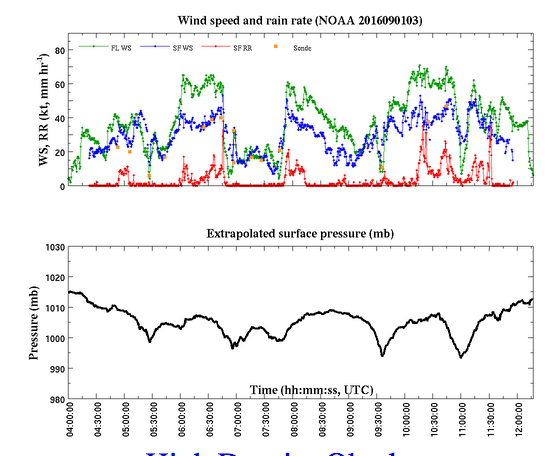 Wind speed and rain rate (NOAA 2016090103)
FL WS SF WS SF RR Sonde
WS, RR (kt, mm hr⁻¹)
80
60
40
20
0
Extrapolated surface pressure (mb)
Pressure (mb)
1030
1020
1010
1000
990
980
Time (hh:mm:ss, UTC)
04:00:00 04:30:00 05:00:00 05:30:00 06:00:00 06:30:00 07:00:00 07:30:00 08:00:00 08:30:00 09:00:00 09:30:00 10:00:00 10:30:00 11:00:00 11:30:00 12:00:00